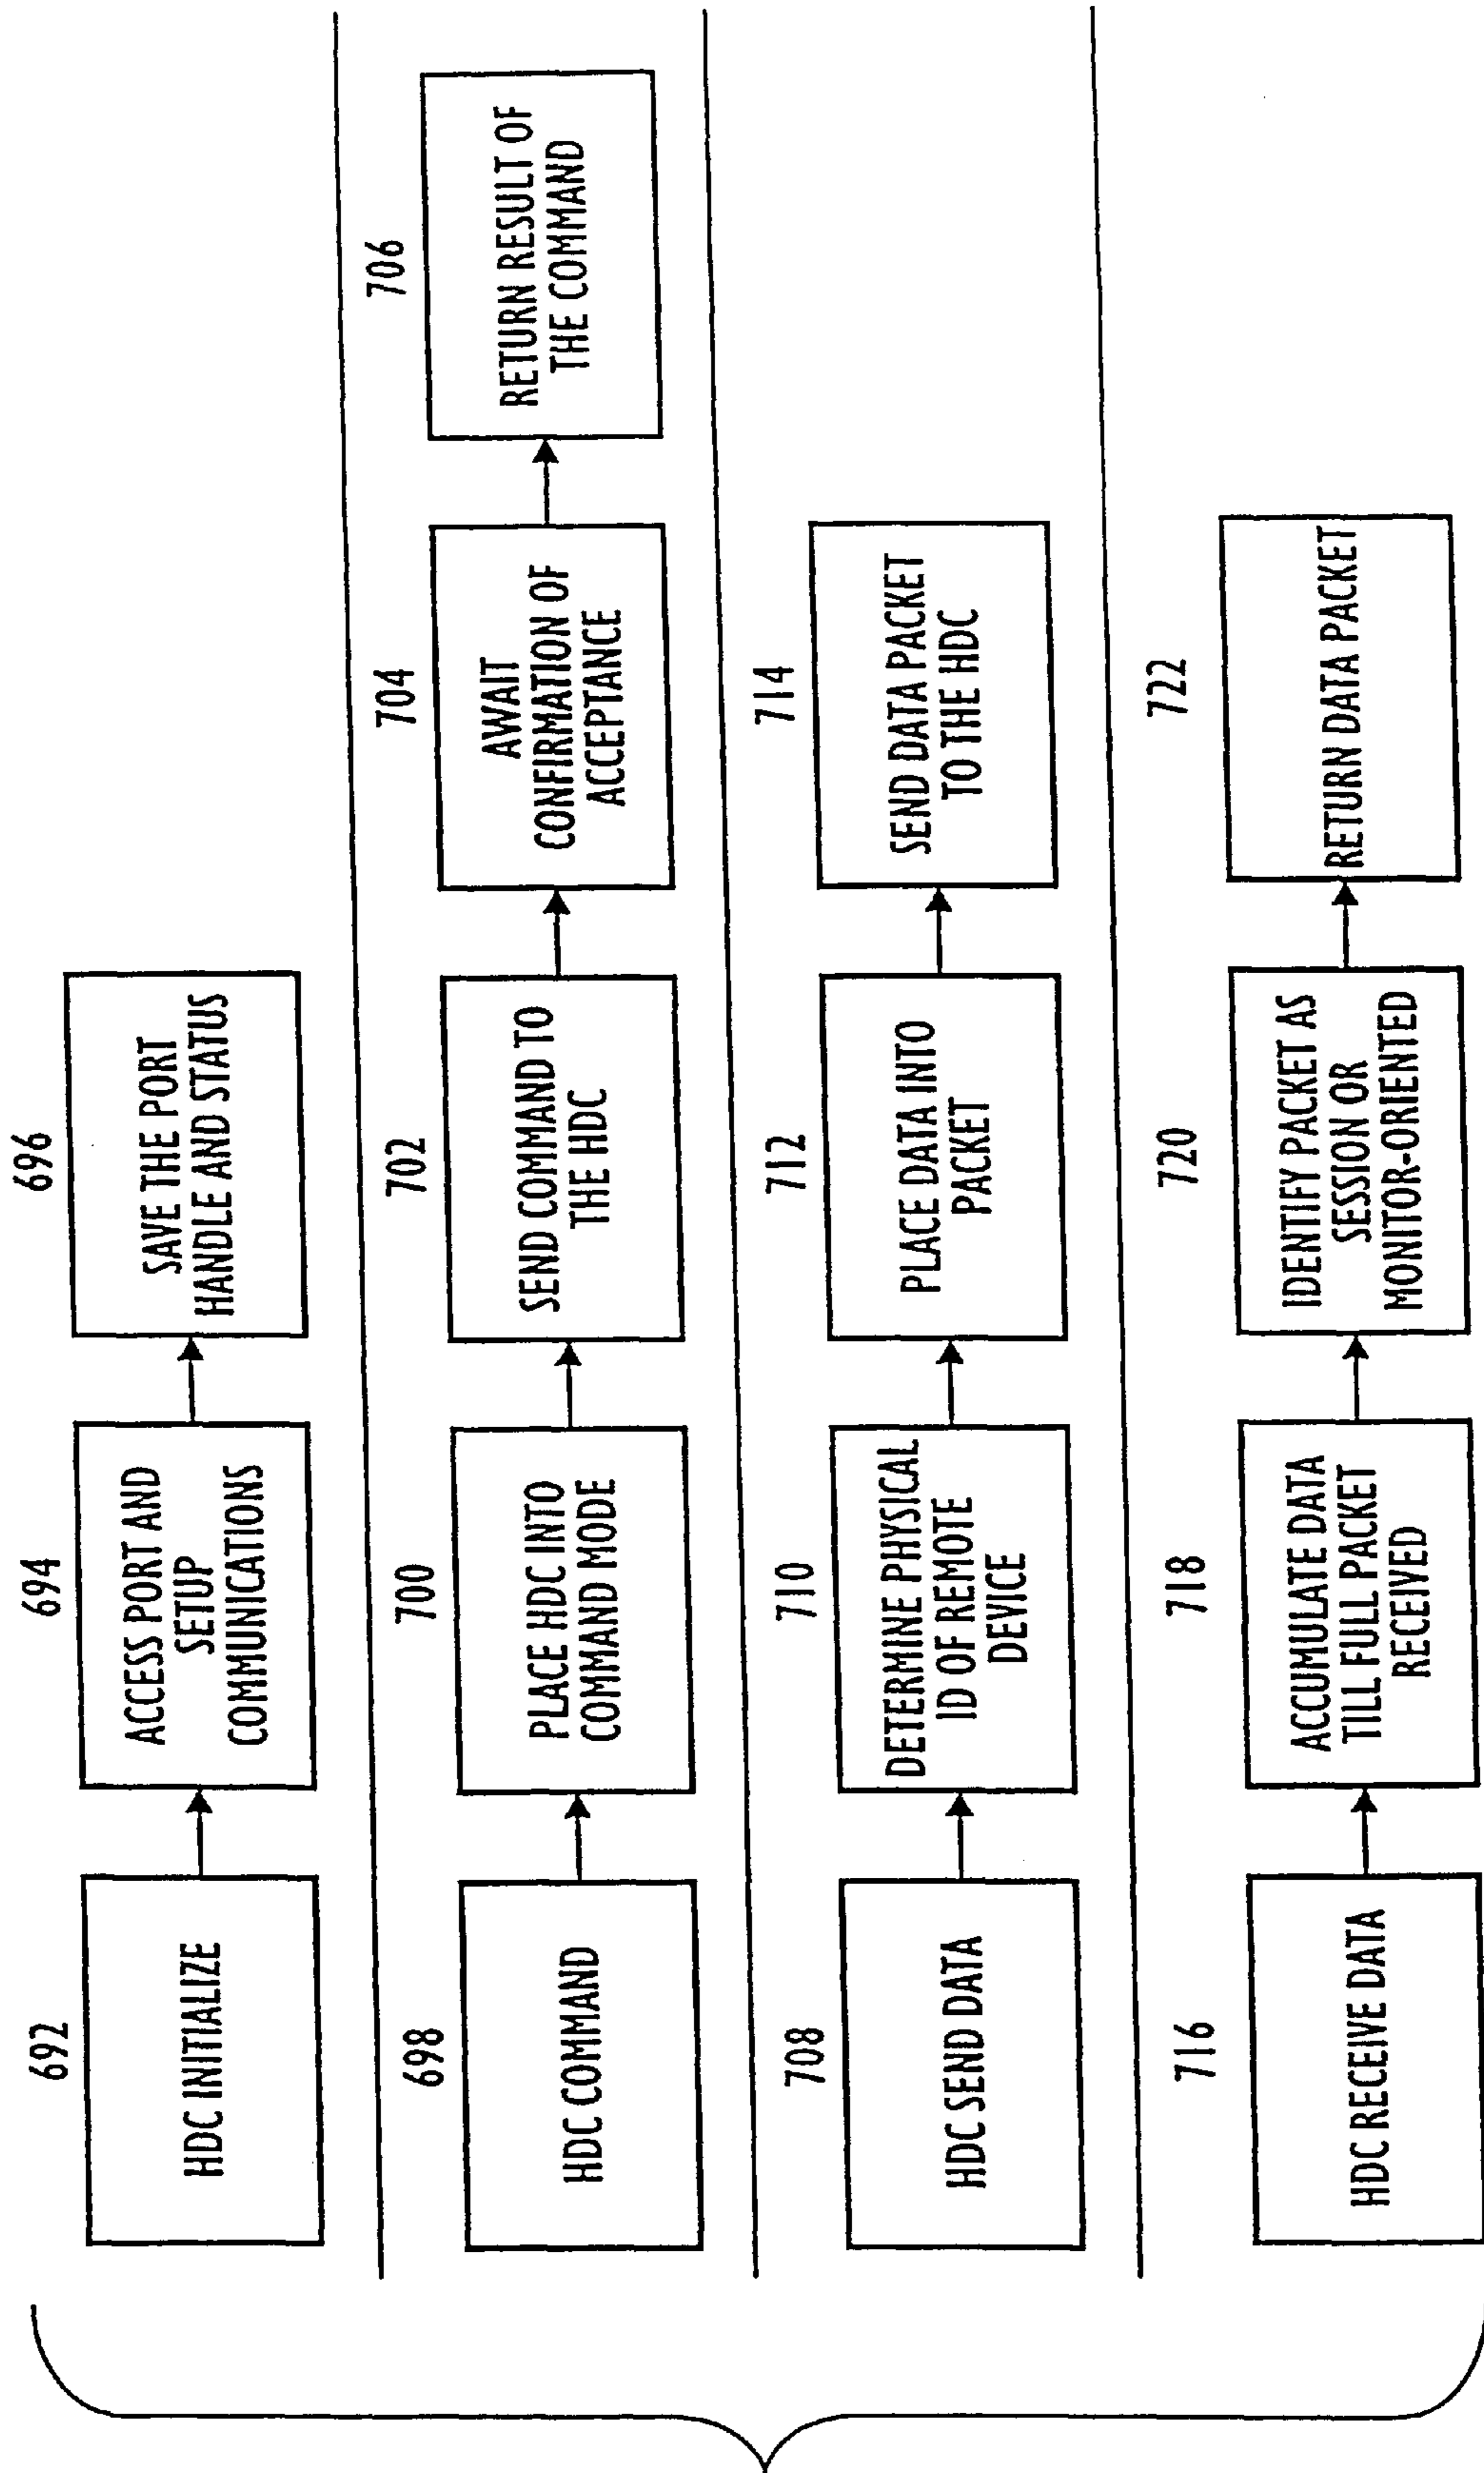 692
HDC INITIALIZE
694
ACCESS PORT AND
SETUP
COMMUNICATIONS
696
SAVE THE PORT
HANDLE AND STATUS
698
HDC COMMAND
700
PLACE HDC INTO
COMMAND MODE
702
SEND COMMAND TO
THE HDC
704
AWAIT
CONFIRMATION OF
ACCEPTANCE
706
RETURN RESULT OF
THE COMMAND
708
HDC SEND DATA
710
DETERMINE PHYSICAL
ID OF REMOTE
DEVICE
712
PLACE DATA INTO
PACKET
714
SEND DATA PACKET
TO THE HDC
716
HDC RECEIVE DATA
718
ACCUMULATE DATA
TILL FULL PACKET
RECEIVED
720
IDENTIFY PACKET AS
SESSION OR
MONITOR-ORIENTED
722
RETURN DATA PACKET